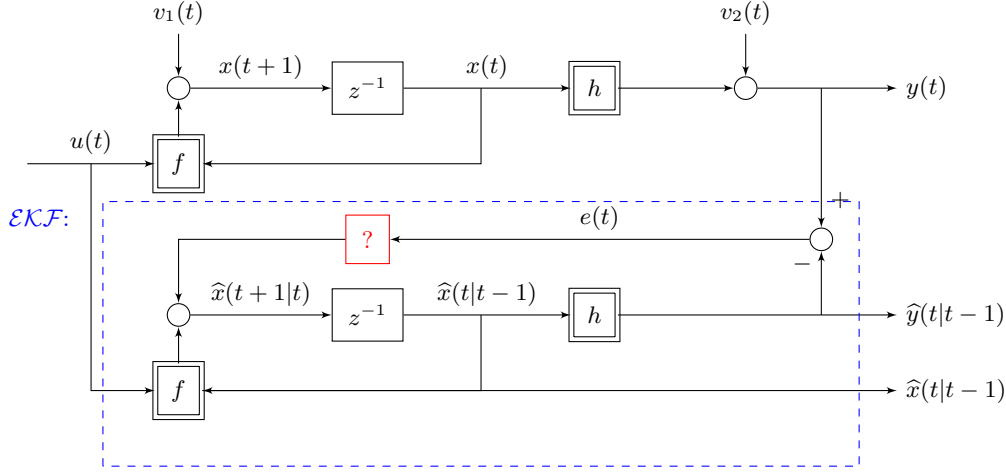 v₁(t) v₂(t)
x(t+1) z⁻¹ x(t) h y(t)
u(t) f
+
ℰ𝒦ℱ: e(t)
?
−
x̂(t+1|t) z⁻¹ x̂(t|t−1) h ŷ(t|t−1)
f x̂(t|t−1)